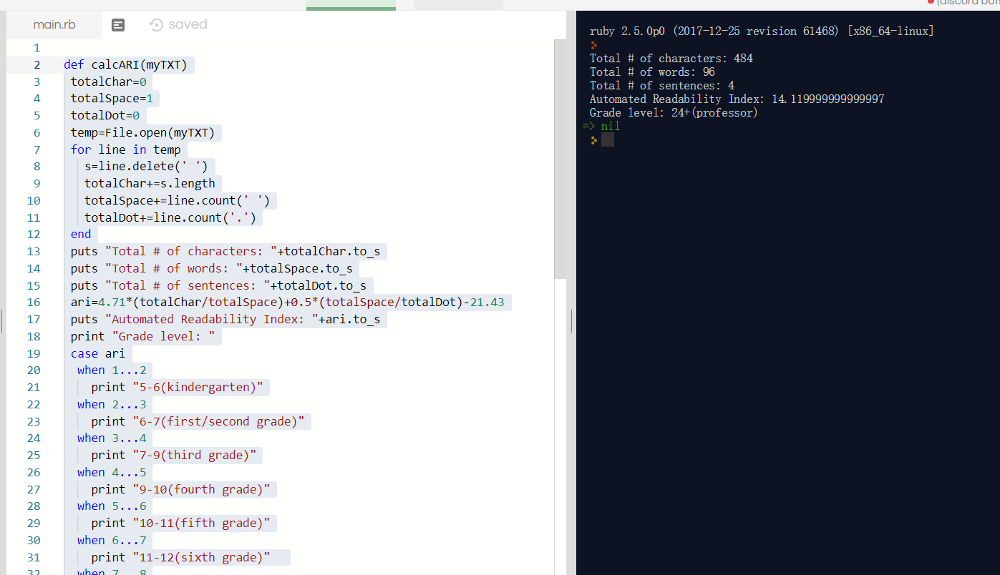 (discord bots
main.rb saved
1
2 def calcARI(myTXT)
3 totalChar=0
4 totalSpace=1
5 totalDot=0
6 temp=File.open(myTXT)
7 for line in temp
8 s=line.delete(' ')
9 totalChar+=s.length
10 totalSpace+=line.count(' ')
11 totalDot+=line.count('.')
12 end
13 puts "Total # of characters: "+totalChar.to_s
14 puts "Total # of words: "+totalSpace.to_s
15 puts "Total # of sentences: "+totalDot.to_s
16 ari=4.71*(totalChar/totalSpace)+0.5*(totalSpace/totalDot)-21.43
17 puts "Automated Readability Index: "+ari.to_s
18 print "Grade level: "
19 case ari
20 when 1...2
21 print "5-6(kindergarten)"
22 when 2...3
23 print "6-7(first/second grade)"
24 when 3...4
25 print "7-9(third grade)"
26 when 4...5
27 print "9-10(fourth grade)"
28 when 5...6
29 print "10-11(fifth grade)"
30 when 6...7
31 print "11-12(sixth grade)"
32 when 7...8
ruby 2.5.0p0 (2017-12-25 revision 61468) [x86_64-linux]
Total # of characters: 484
Total # of words: 96
Total # of sentences: 4
Automated Readability Index: 14.119999999999997
Grade level: 24+(professor)
=> nil